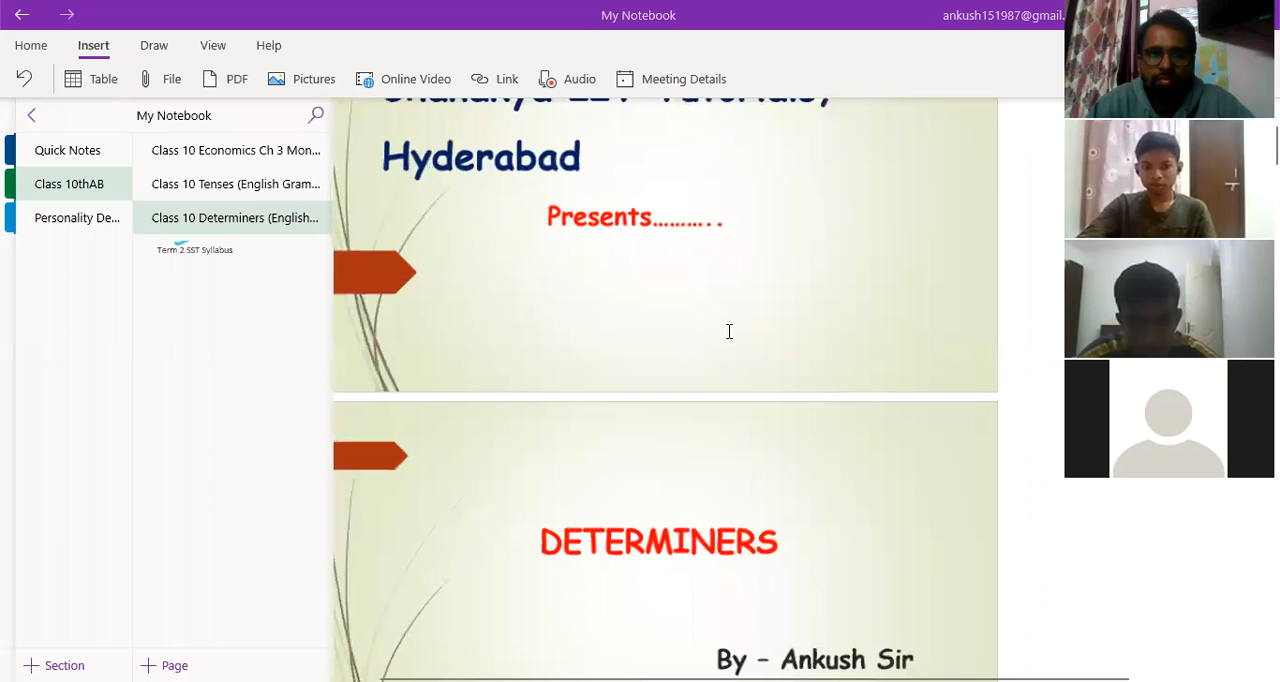 My Notebook
ankush151987@gmail.
Home Insert Draw View Help
Table File PDF Pictures Online Video Link Audio Meeting Details
My Notebook
Quick Notes
Class 10thAB
Personality De...
Class 10 Economics Ch 3 Mon...
Class 10 Tenses (English Gram...
Class 10 Determiners (English...
Term 2 SST Syllabus
Hyderabad
Presents………..
DETERMINERS
By - Ankush Sir
Section
Page